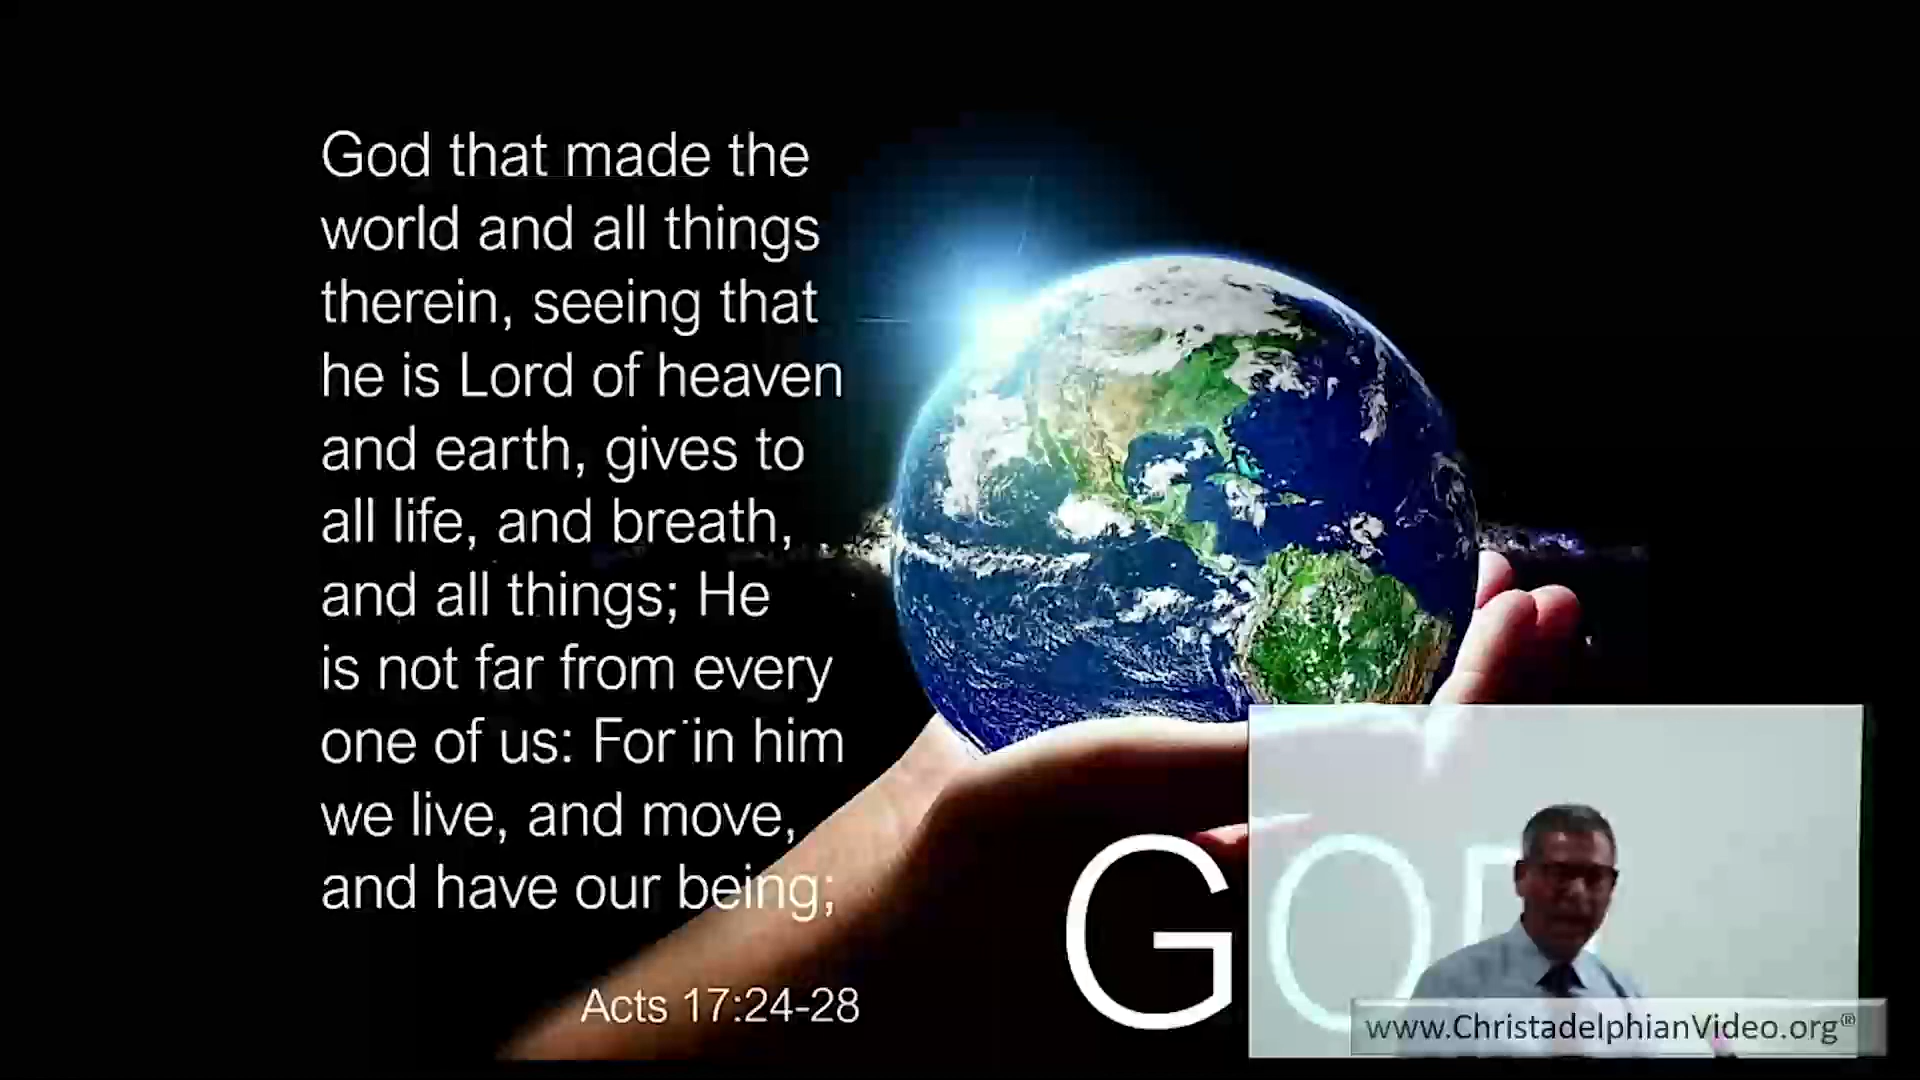 God that made the
world and all things
therein, seeing that
he is Lord of heaven
and earth, gives to
all life, and breath,
and all things; He
is not far from every
one of us: For in him
we live, and move,
and have our being;
Acts 17:24-28
GOD
www.ChristadelphianVideo.org®